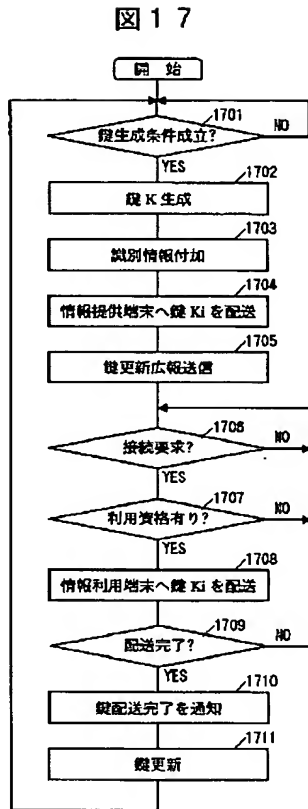 図17
開始
1701
鍵生成条件成立?
NO
YES
1702
鍵K生成
1703
識別情報付加
1704
情報提供端末へ鍵Kiを配送
1705
鍵更新広報送信
1706
接続要求?
NO
YES
1707
利用資格有り?
NO
YES
1708
情報利用端末へ鍵Kiを配送
1709
配送完了?
NO
YES
1710
鍵配送完了を通知
1711
鍵更新